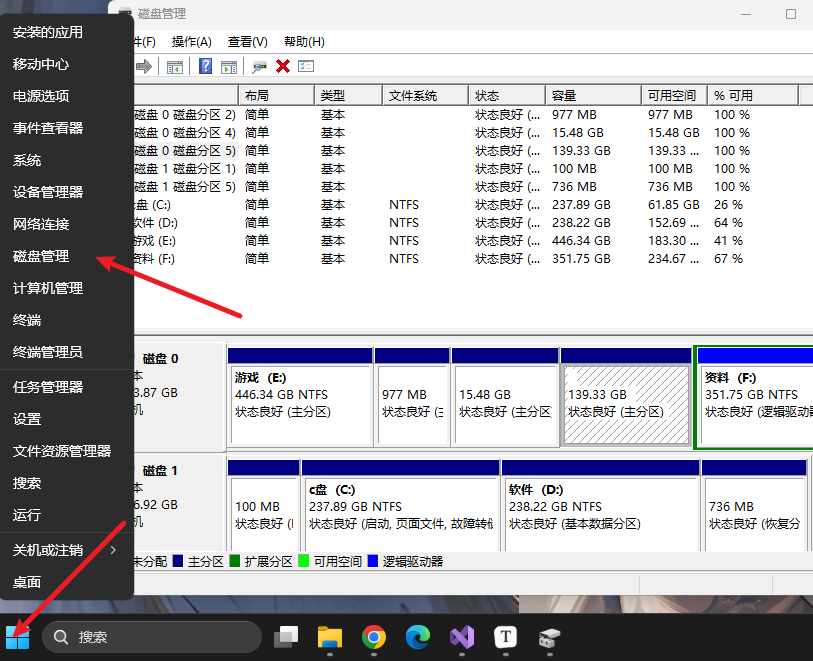 磁盘管理
安装的应用
移动中心
电源选项
事件查看器
系统
设备管理器
网络连接
磁盘管理
计算机管理
终端
终端管理员
任务管理器
设置
文件资源管理器
搜索
运行
关机或注销
桌面
件(F) 操作(A) 查看(V) 帮助(H)
布局 类型 文件系统 状态 容量 可用空间 % 可用
磁盘 0 磁盘分区 2) 简单 基本 状态良好 (... 977 MB 977 MB 100 %
磁盘 0 磁盘分区 4) 简单 基本 状态良好 (... 15.48 GB 15.48 GB 100 %
磁盘 0 磁盘分区 5) 简单 基本 状态良好 (... 139.33 GB 139.33 ... 100 %
磁盘 1 磁盘分区 1) 简单 基本 状态良好 (... 100 MB 100 MB 100 %
磁盘 1 磁盘分区 5) 简单 基本 状态良好 (... 736 MB 736 MB 100 %
盘 (C:) 简单 基本 NTFS 状态良好 (... 237.89 GB 61.85 GB 26 %
软件 (D:) 简单 基本 NTFS 状态良好 (... 238.22 GB 152.69 ... 64 %
游戏 (E:) 简单 基本 NTFS 状态良好 (... 446.34 GB 183.30 ... 41 %
资料 (F:) 简单 基本 NTFS 状态良好 (... 351.75 GB 234.67 ... 67 %
磁盘 0
本
3.87 GB
机
游戏 (E:)
446.34 GB NTFS
状态良好 (主分区)
977 MB
状态良好 (主
15.48 GB
状态良好 (主分区
139.33 GB
状态良好 (主分区)
资料 (F:)
351.75 GB NTFS
状态良好 (逻辑驱动器
磁盘 1
本
6.92 GB
机
100 MB
状态良好 (
c盘 (C:)
237.89 GB NTFS
状态良好 (启动, 页面文件, 故障转储
软件 (D:)
238.22 GB NTFS
状态良好 (基本数据分区)
736 MB
状态良好 (恢复分
未分配 主分区 扩展分区 可用空间 逻辑驱动器
搜索
T